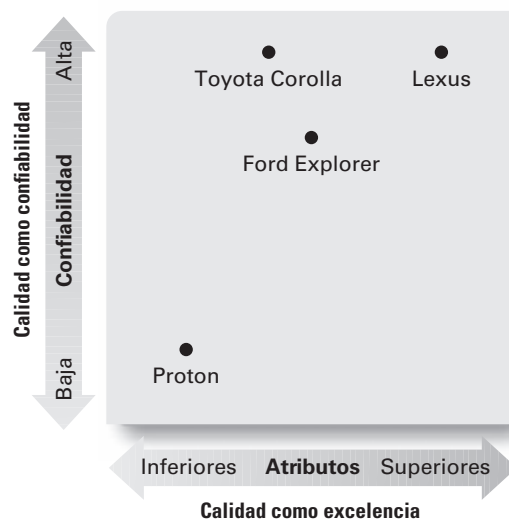 Calidad como confiabilidad
Alta
Confiabilidad
Baja
Toyota Corolla
Lexus
Ford Explorer
Proton
Inferiores Atributos Superiores
Calidad como excelencia